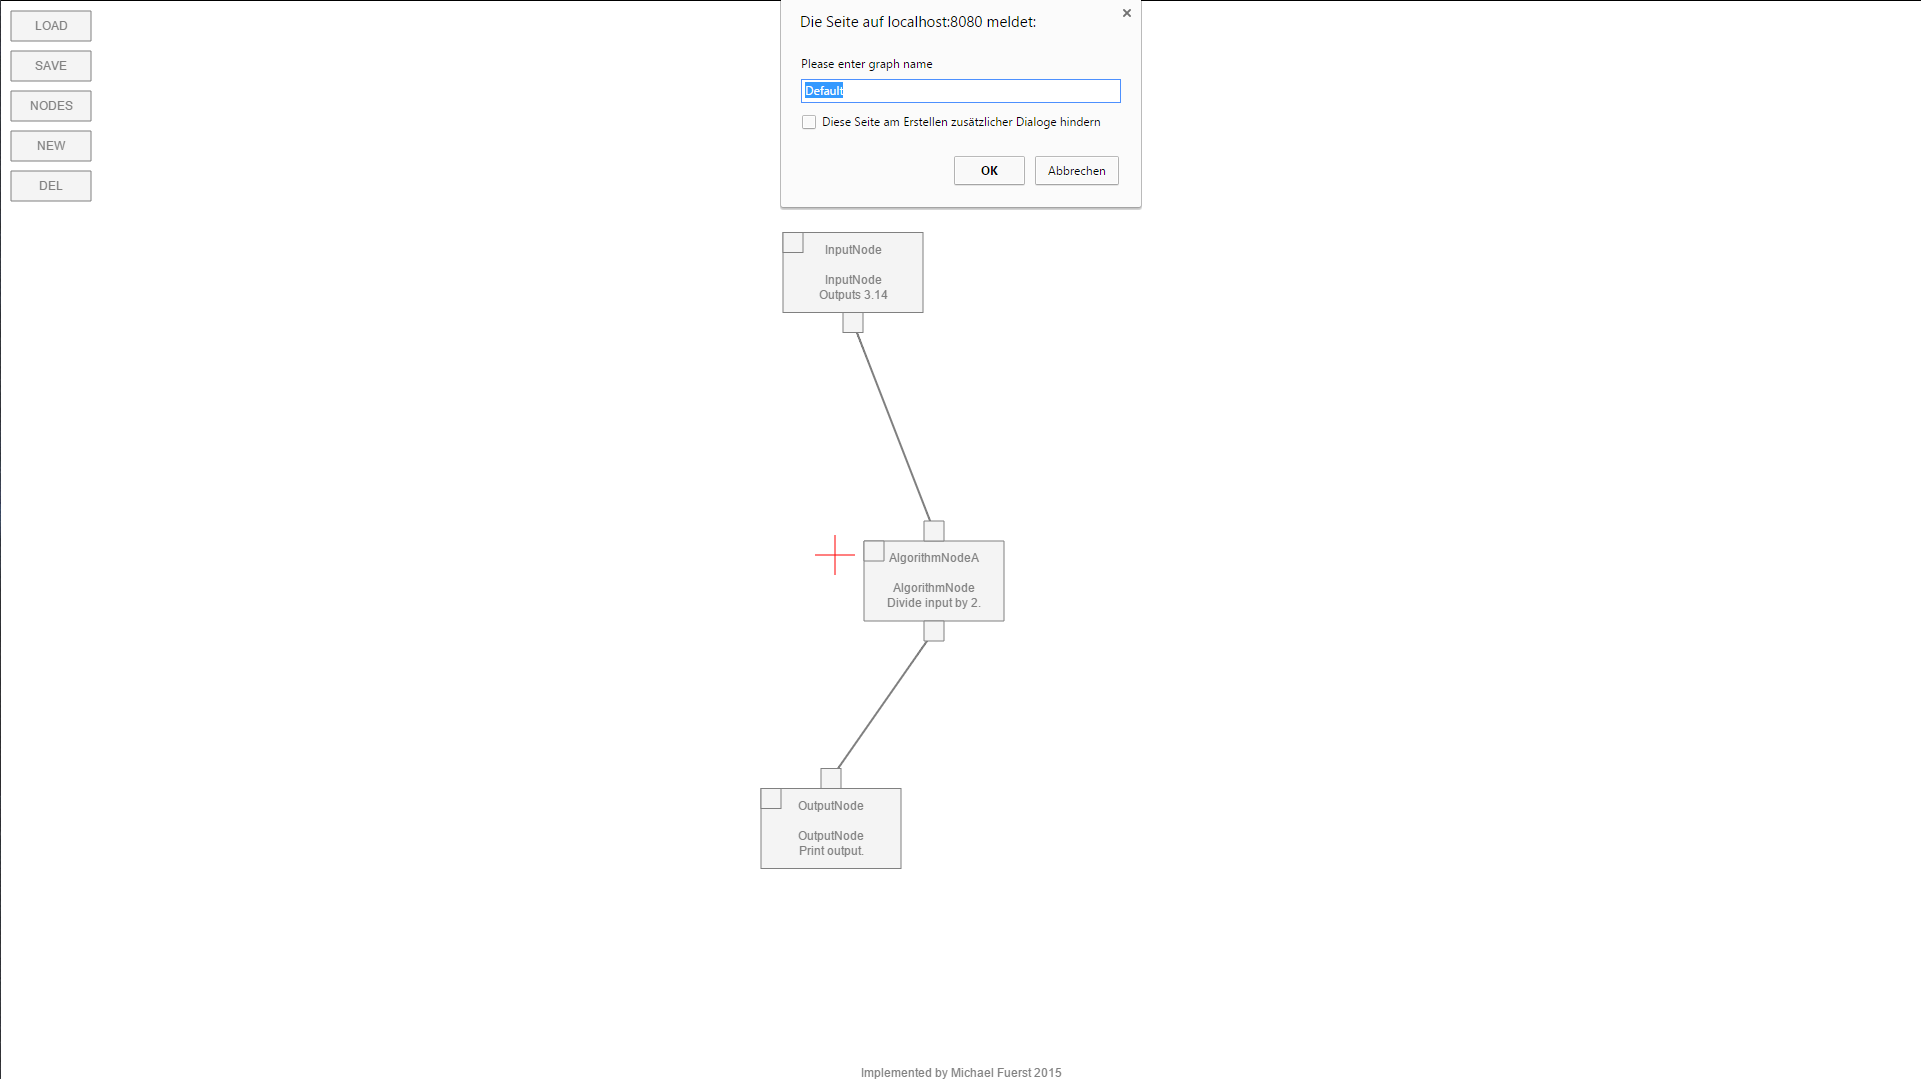 LOAD
SAVE
NODES
NEW
DEL
Die Seite auf localhost:8080 meldet:
Please enter graph name
Default
Diese Seite am Erstellen zusätzlicher Dialoge hindern
OK
Abbrechen
InputNode
InputNode
Outputs 3.14
AlgorithmNodeA
AlgorithmNode
Divide input by 2.
OutputNode
OutputNode
Print output.
Implemented by Michael Fuerst 2015